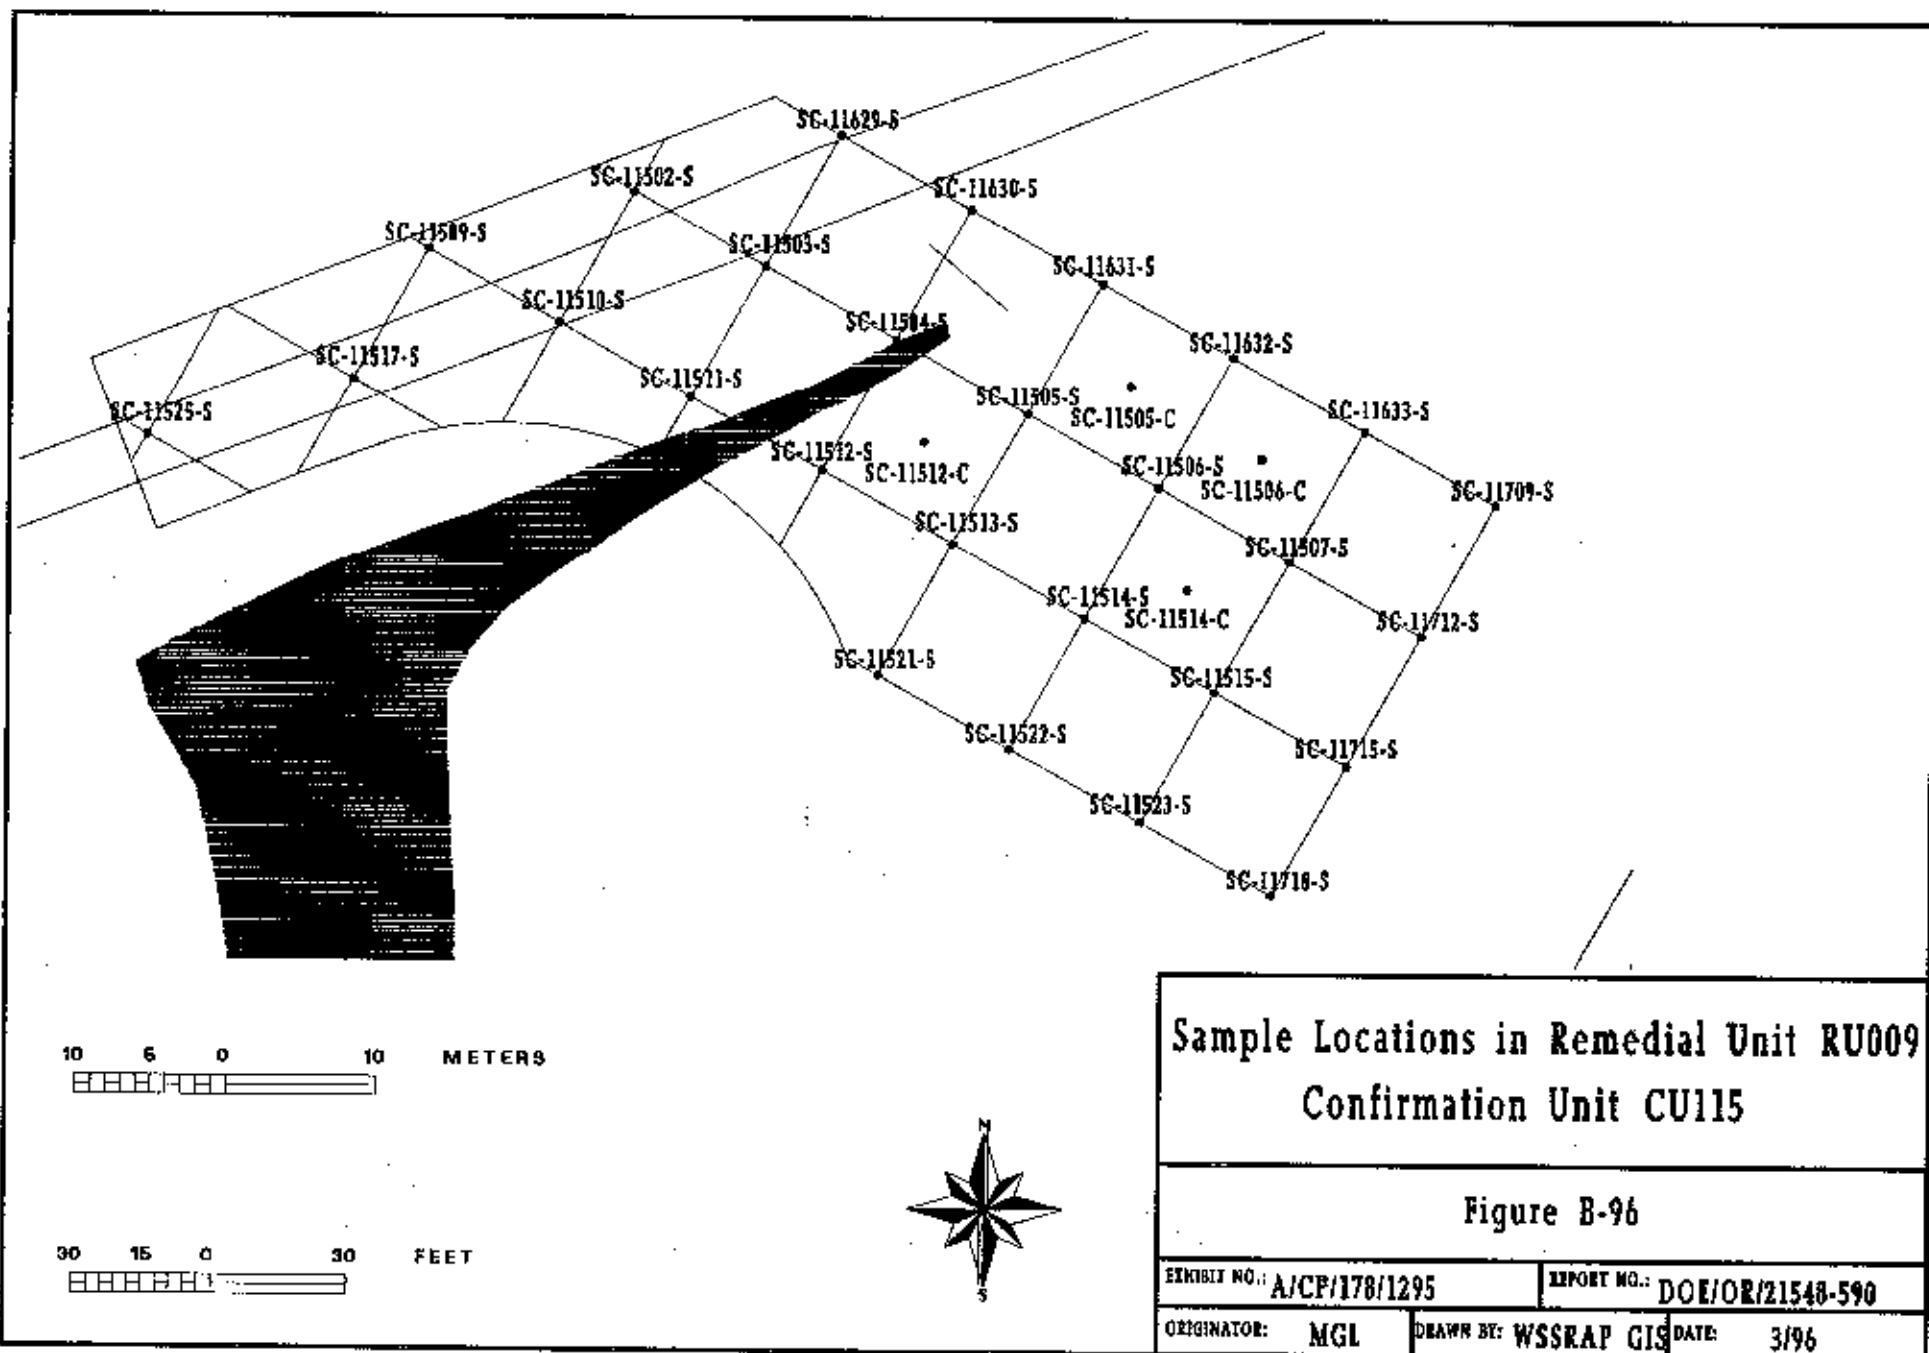 SC-11629-S
SC-11502-S
SC-11630-S
SC-11509-S
SC-11503-S
SC-11631-S
SC-11510-S
SC-11504-S
SC-11632-S
SC-11517-S
SC-11511-S
SC-11505-S
SC-11505-C
SC-11633-S
SC-11525-S
SC-11512-S
SC-11512-C
SC-11506-S
SC-11506-C
SC-11709-S
SC-11513-S
SC-11507-S
SC-11514-S
SC-11514-C
SC-11712-S
SC-11521-S
SC-11515-S
SC-11522-S
SC-11715-S
SC-11523-S
SC-11718-S
10 5 0 10 METERS
30 15 0 30 FEET
N
S
Sample Locations in Remedial Unit RU009
Confirmation Unit CU115
Figure B-96
EXHIBIT NO.: A/CP/178/1295 REPORT NO.: DOE/OR/21548-590
ORIGINATOR: MGL DRAWN BY: WSSRAP GIS DATE: 3/96